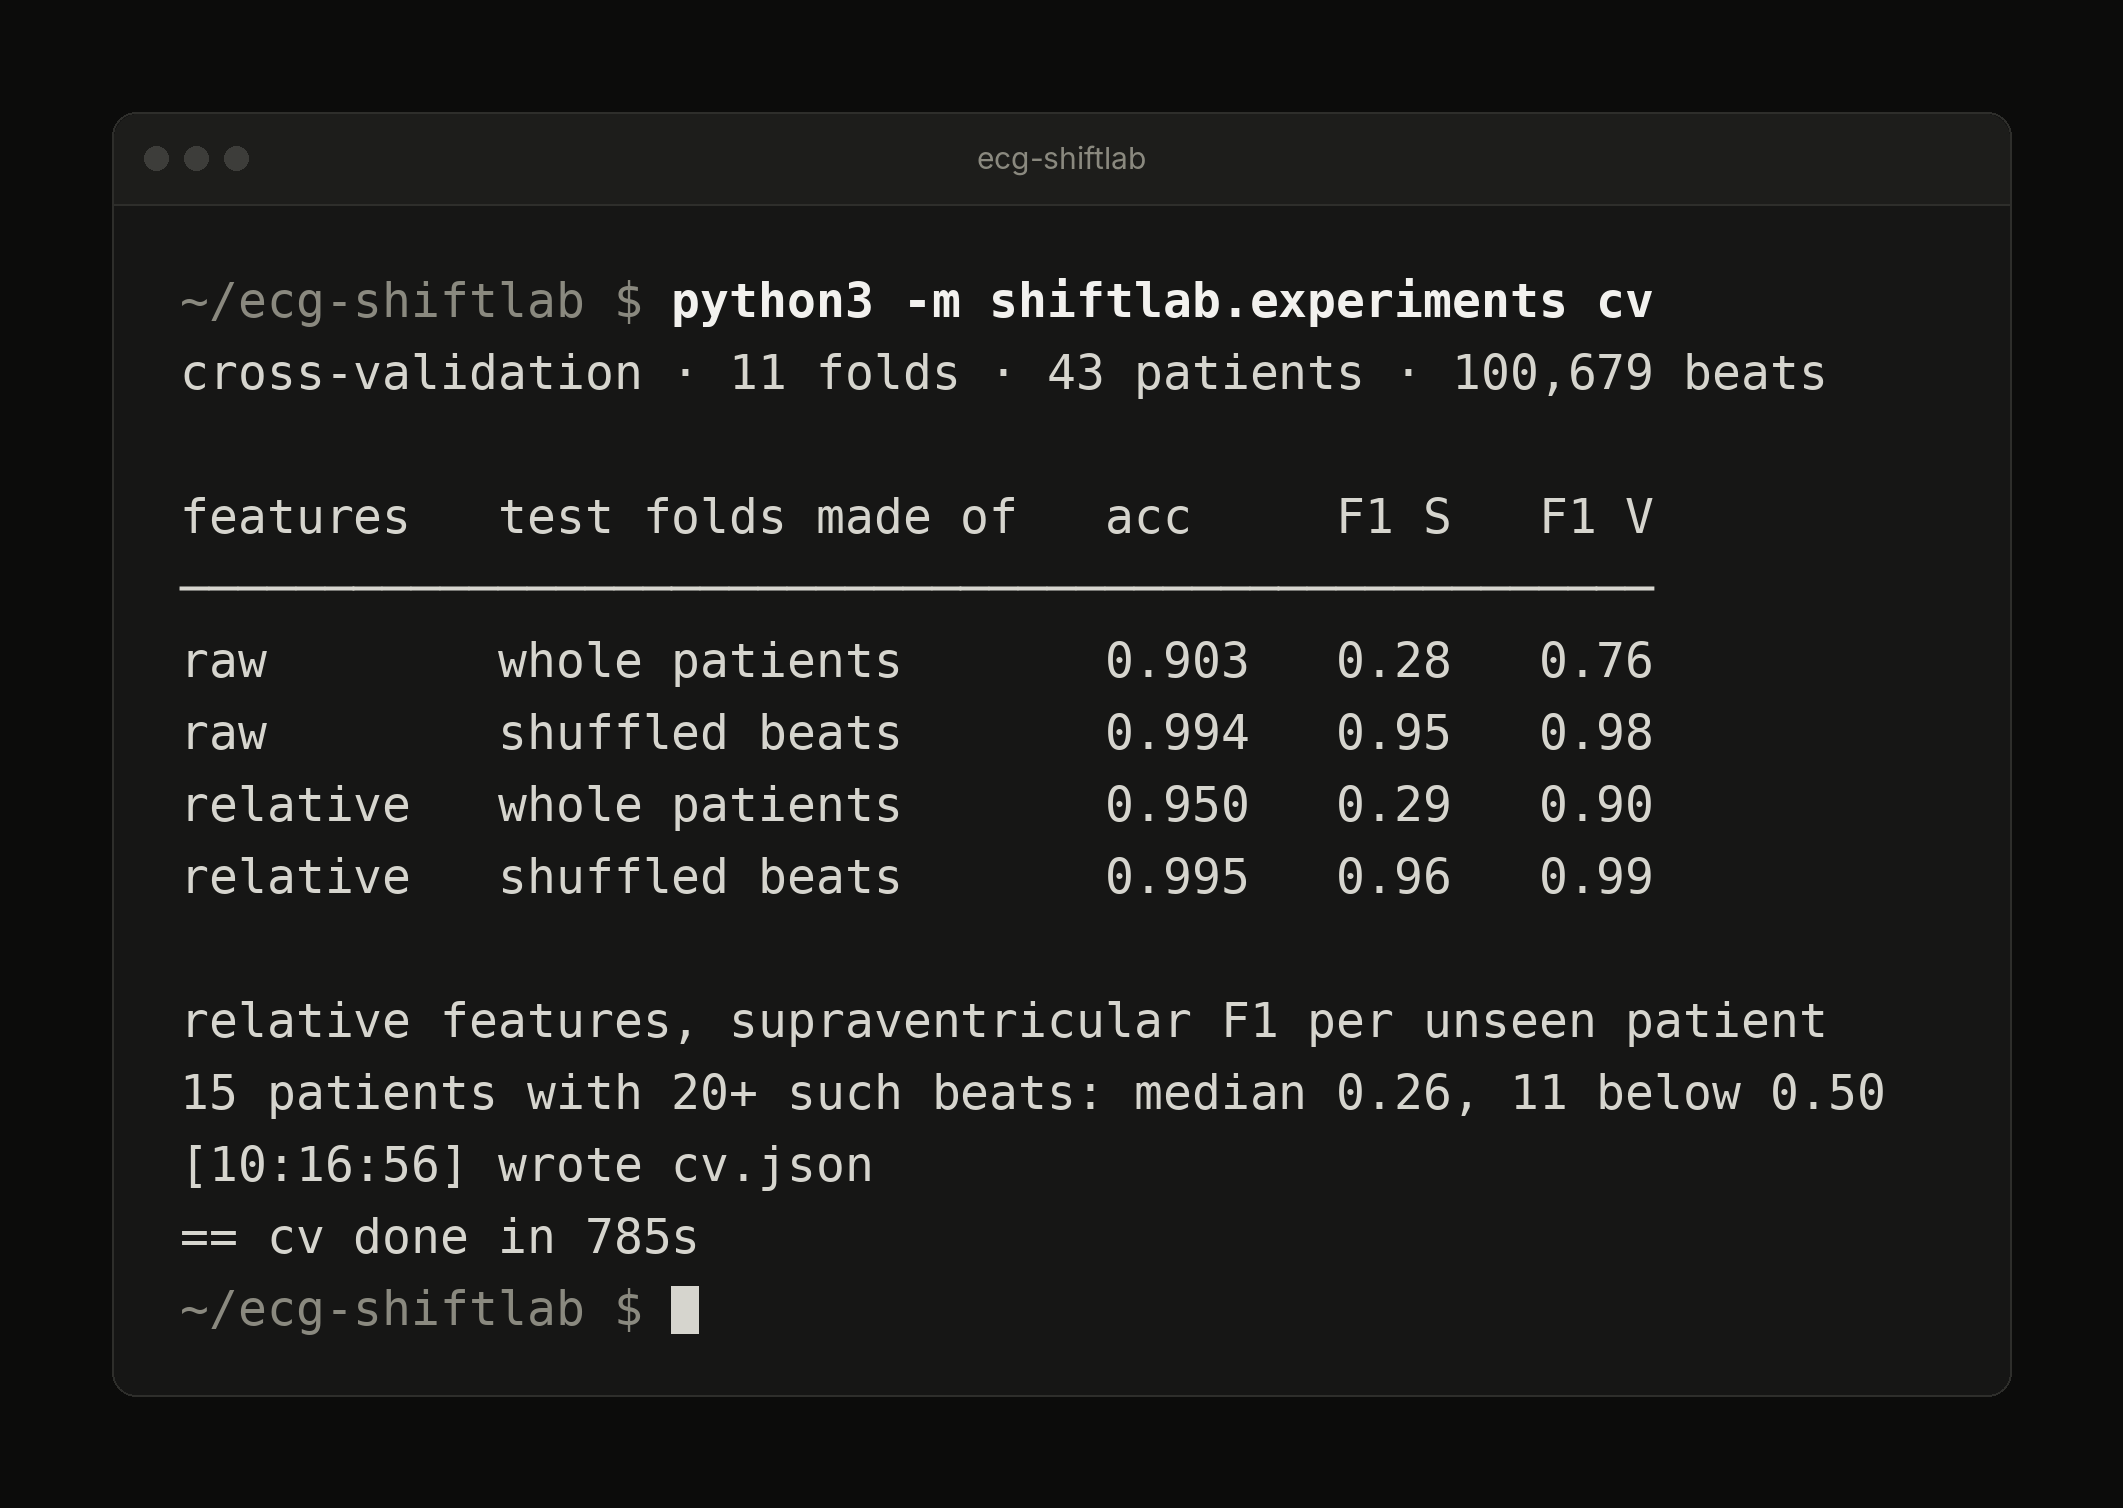 ecg-shiftlab
~/ecg-shiftlab $ python3 -m shiftlab.experiments cv
cross-validation · 11 folds · 43 patients · 100,679 beats
features   test folds made of   acc     F1 S   F1 V
raw        whole patients       0.903   0.28   0.76
raw        shuffled beats       0.994   0.95   0.98
relative   whole patients       0.950   0.29   0.90
relative   shuffled beats       0.995   0.96   0.99
relative features, supraventricular F1 per unseen patient
15 patients with 20+ such beats: median 0.26, 11 below 0.50
[10:16:56] wrote cv.json
== cv done in 785s
~/ecg-shiftlab $